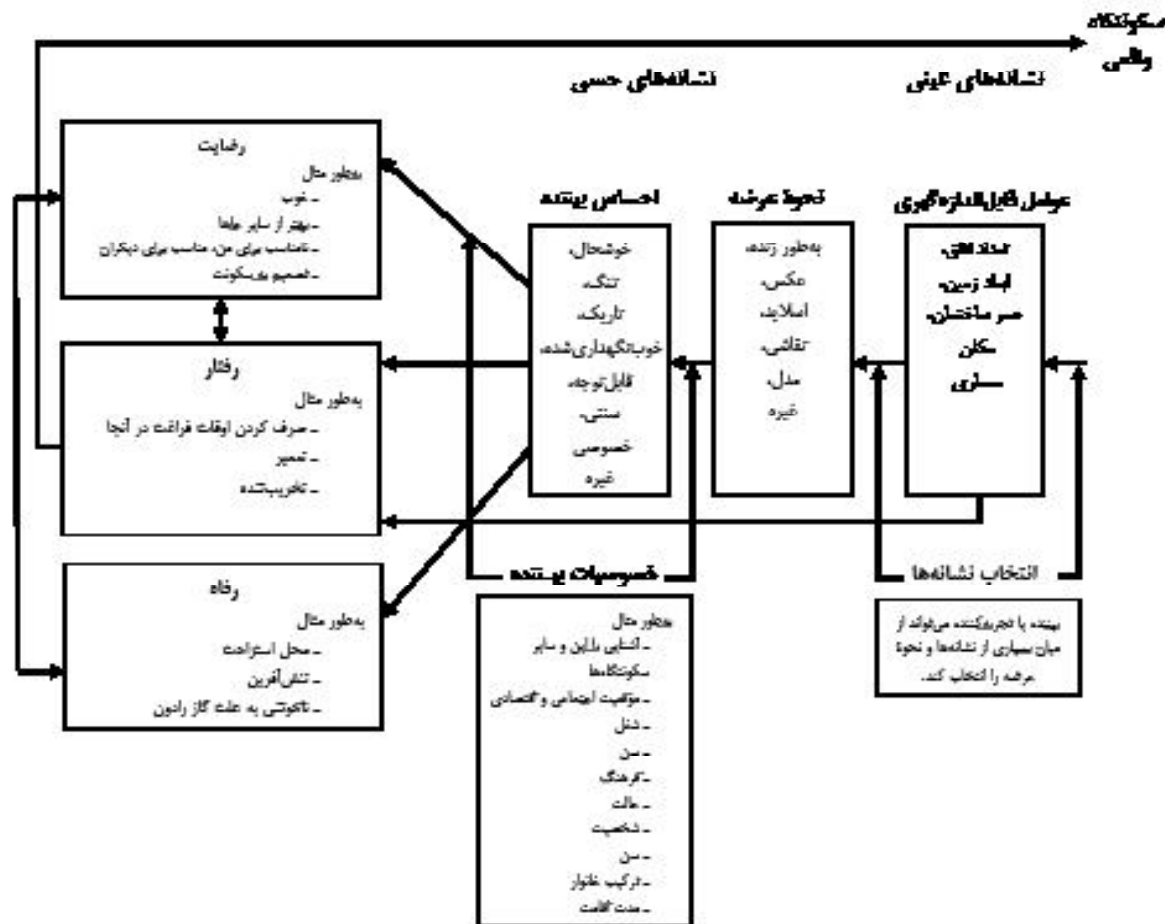 سکونتگاه
واقعی
نشانه‌های عینی
نشانه‌های حسی
عوامل قابل‌اندازه‌گیری
تعداد اتاق،
ابعاد زمین،
عمر ساختمان،
مکان
معماری
نحوهٔ عرضه
به‌طور زنده،
عکس،
اسلاید،
نقاشی،
مدل،
غیره
احساس بیننده
خوشحال،
تنگ،
تاریک،
خوب‌نگهداری‌شده،
قابل‌توجه،
سنتی،
خصوصی
غیره
رضایت
به‌طور مثال
ـ خوب
ـ بهتر از سایر جاها
ـ نامناسب برای من، مناسب برای دیگران
ـ تصمیم به سکونت
رفتار
به‌طور مثال
ـ صرف کردن اوقات فراغت در آنجا
ـ تعمیر
ـ تخریب‌شده
رفاه
به‌طور مثال
ـ محل استراحت
ـ تنش‌آفرین
ـ ناخوشی به علت گاز رادون
انتخاب نشانه‌ها
بیننده یا تجربه‌کننده می‌تواند از
میان بسیاری از نشانه‌ها و نحوهٔ
عرضه را انتخاب کند.
خصوصیات بیننده
به‌طور مثال
ـ آشنایی با این و سایر
سکونتگاه‌ها
ـ موقعیت اجتماعی و اقتصادی
ـ شغل
ـ سن
ـ فرهنگ
ـ حالت
ـ شخصیت
ـ سن
ـ ترکیب خانوار
ـ مدت اقامت